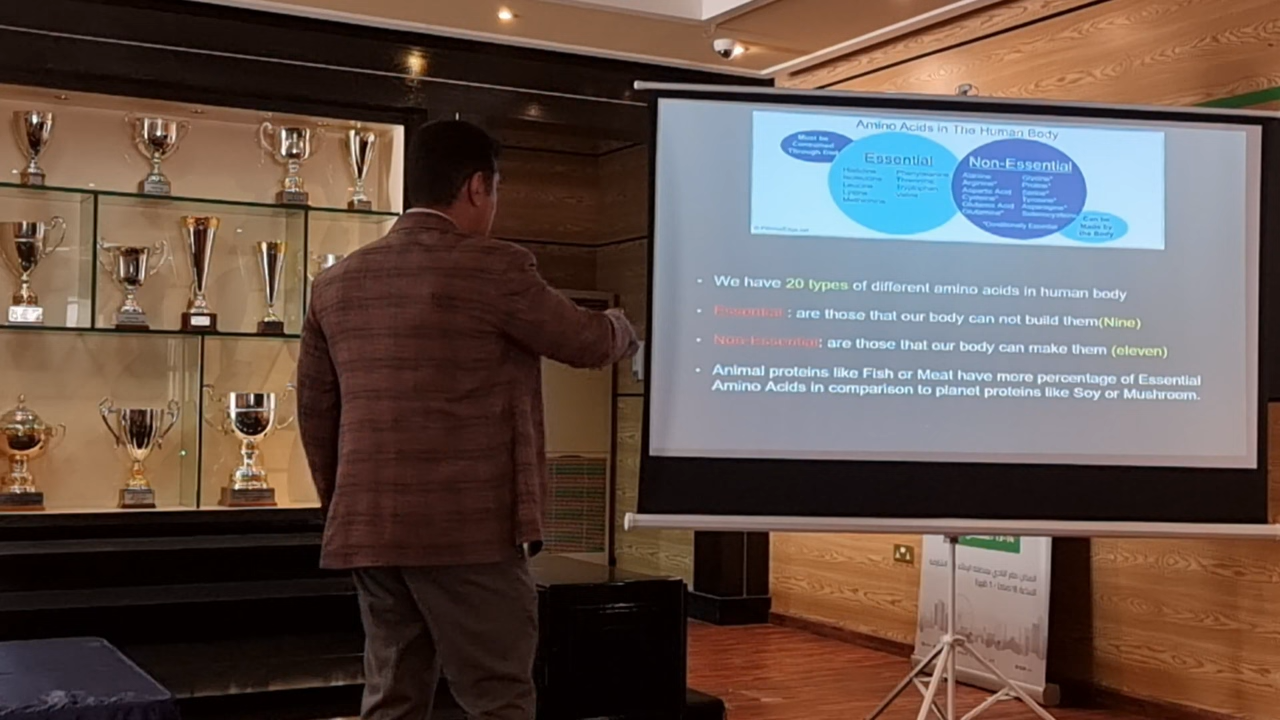 Amino Acids in The Human Body
Must be
Consumed
Essential
Histidine
Isoleucine
Leucine
Lysine
Methionine
Phenylalanine
Threonine
Tryptophan
Valine
Non-Essential
Alanine
Arginine*
Aspartic Acid
Cysteine*
Glutamic Acid
Glutamine*
Glycine*
Proline*
Serine*
Tyrosine*
Asparagine*
Selenocysteine
*Conditionally Essential
Can be
Made by
the Body
• We have 20 types of different amino acids in human body
• Essential : are those that our body can not build them(Nine)
• Non-Essential: are those that our body can make them (eleven)
• Animal proteins like Fish or Meat have more percentage of Essential
Amino Acids in comparison to planet proteins like Soy or Mushroom.